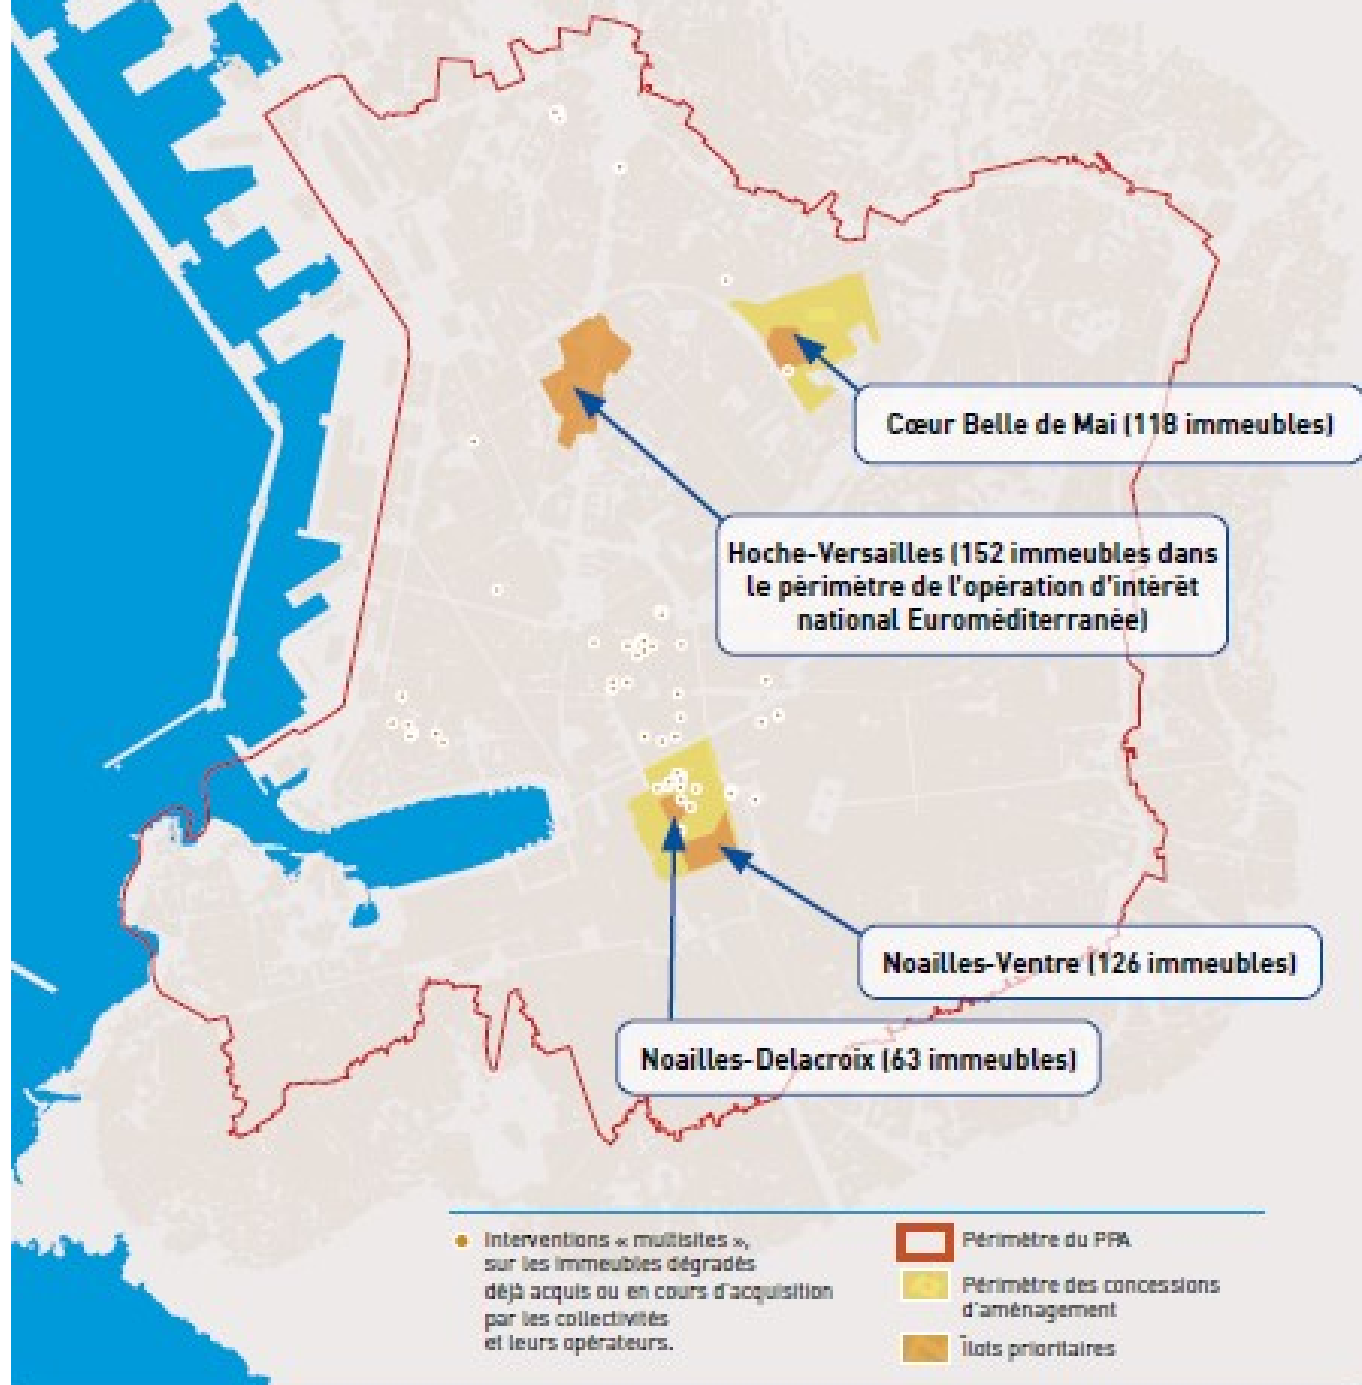 Cœur Belle de Mai (118 immeubles)
Hoche-Versailles (152 immeubles dans
le périmètre de l'opération d'intérêt
national Euroméditerranée)
Noailles-Ventre (126 immeubles)
Noailles-Delacroix (63 immeubles)
Interventions « multisites »,
sur les immeubles dégradés
déjà acquis ou en cours d'acquisition
par les collectivités
et leurs opérateurs.
Périmètre du PPA
Périmètre des concessions
d'aménagement
Îlots prioritaires